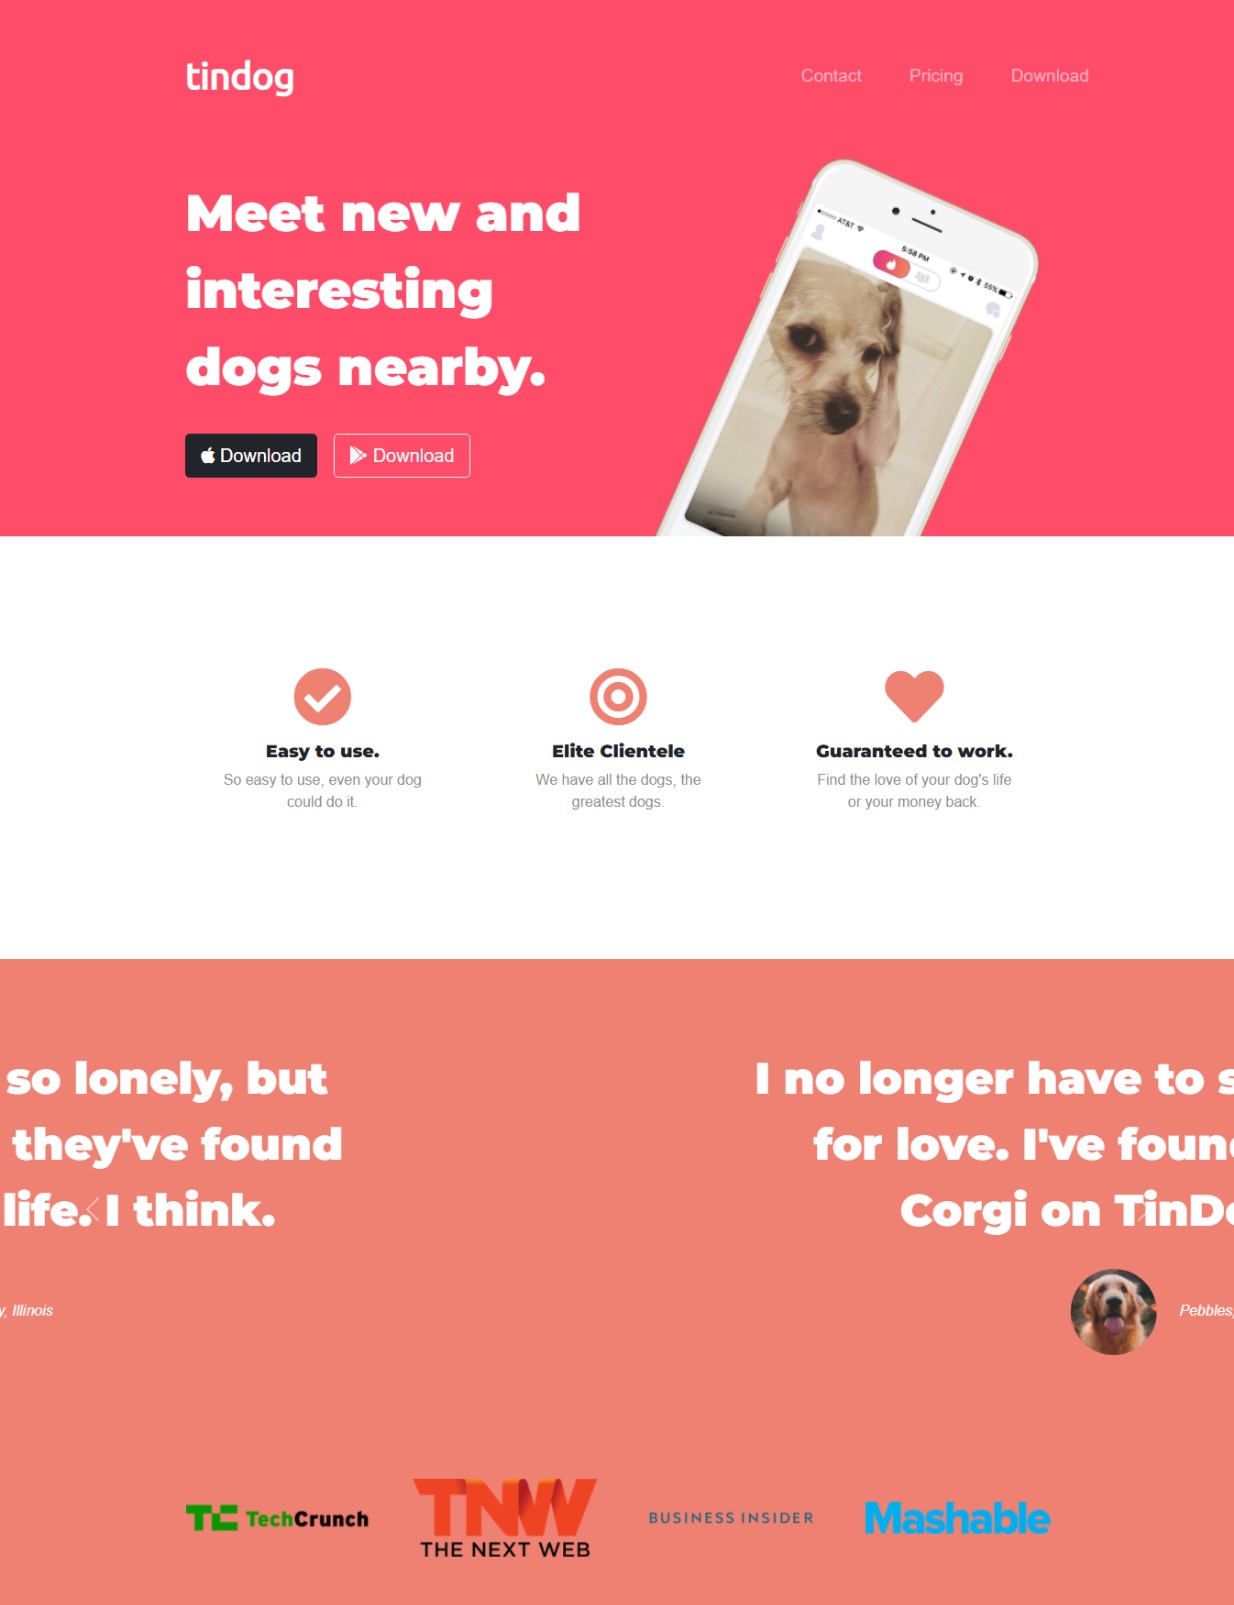 tindog
Contact Pricing Download
Meet new and
interesting
dogs nearby.
AT&T 5:58 PM 55%
Download Download
Easy to use. Elite Clientele Guaranteed to work.
So easy to use, even your dog
could do it.
We have all the dogs, the
greatest dogs.
Find the love of your dog's life
or your money back.
so lonely, but
they've found
life. I think.
y, Illinois
I no longer have to s
for love. I've foun
Corgi on TinDo
Pebbles,
TC TechCrunch
TNW
THE NEXT WEB
BUSINESS INSIDER
Mashable